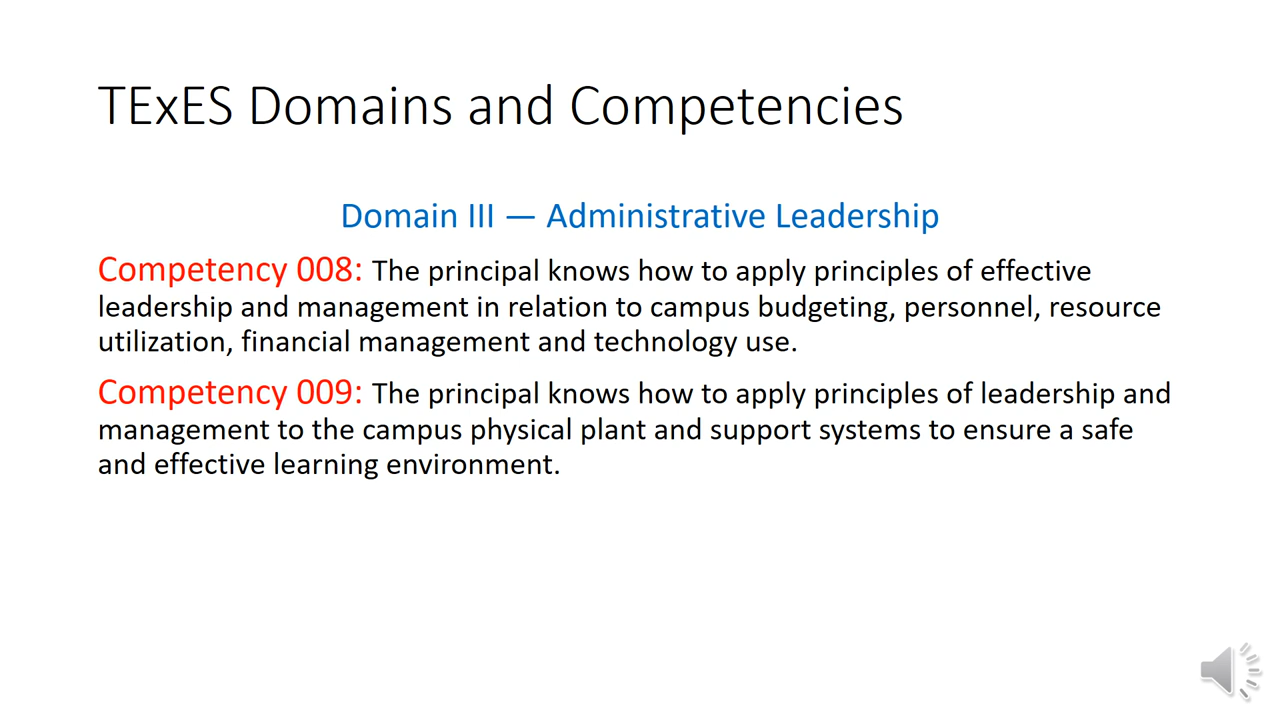 TExES Domains and Competencies
Domain III — Administrative Leadership
Competency 008: The principal knows how to apply principles of effective
leadership and management in relation to campus budgeting, personnel, resource
utilization, financial management and technology use.
Competency 009: The principal knows how to apply principles of leadership and
management to the campus physical plant and support systems to ensure a safe
and effective learning environment.